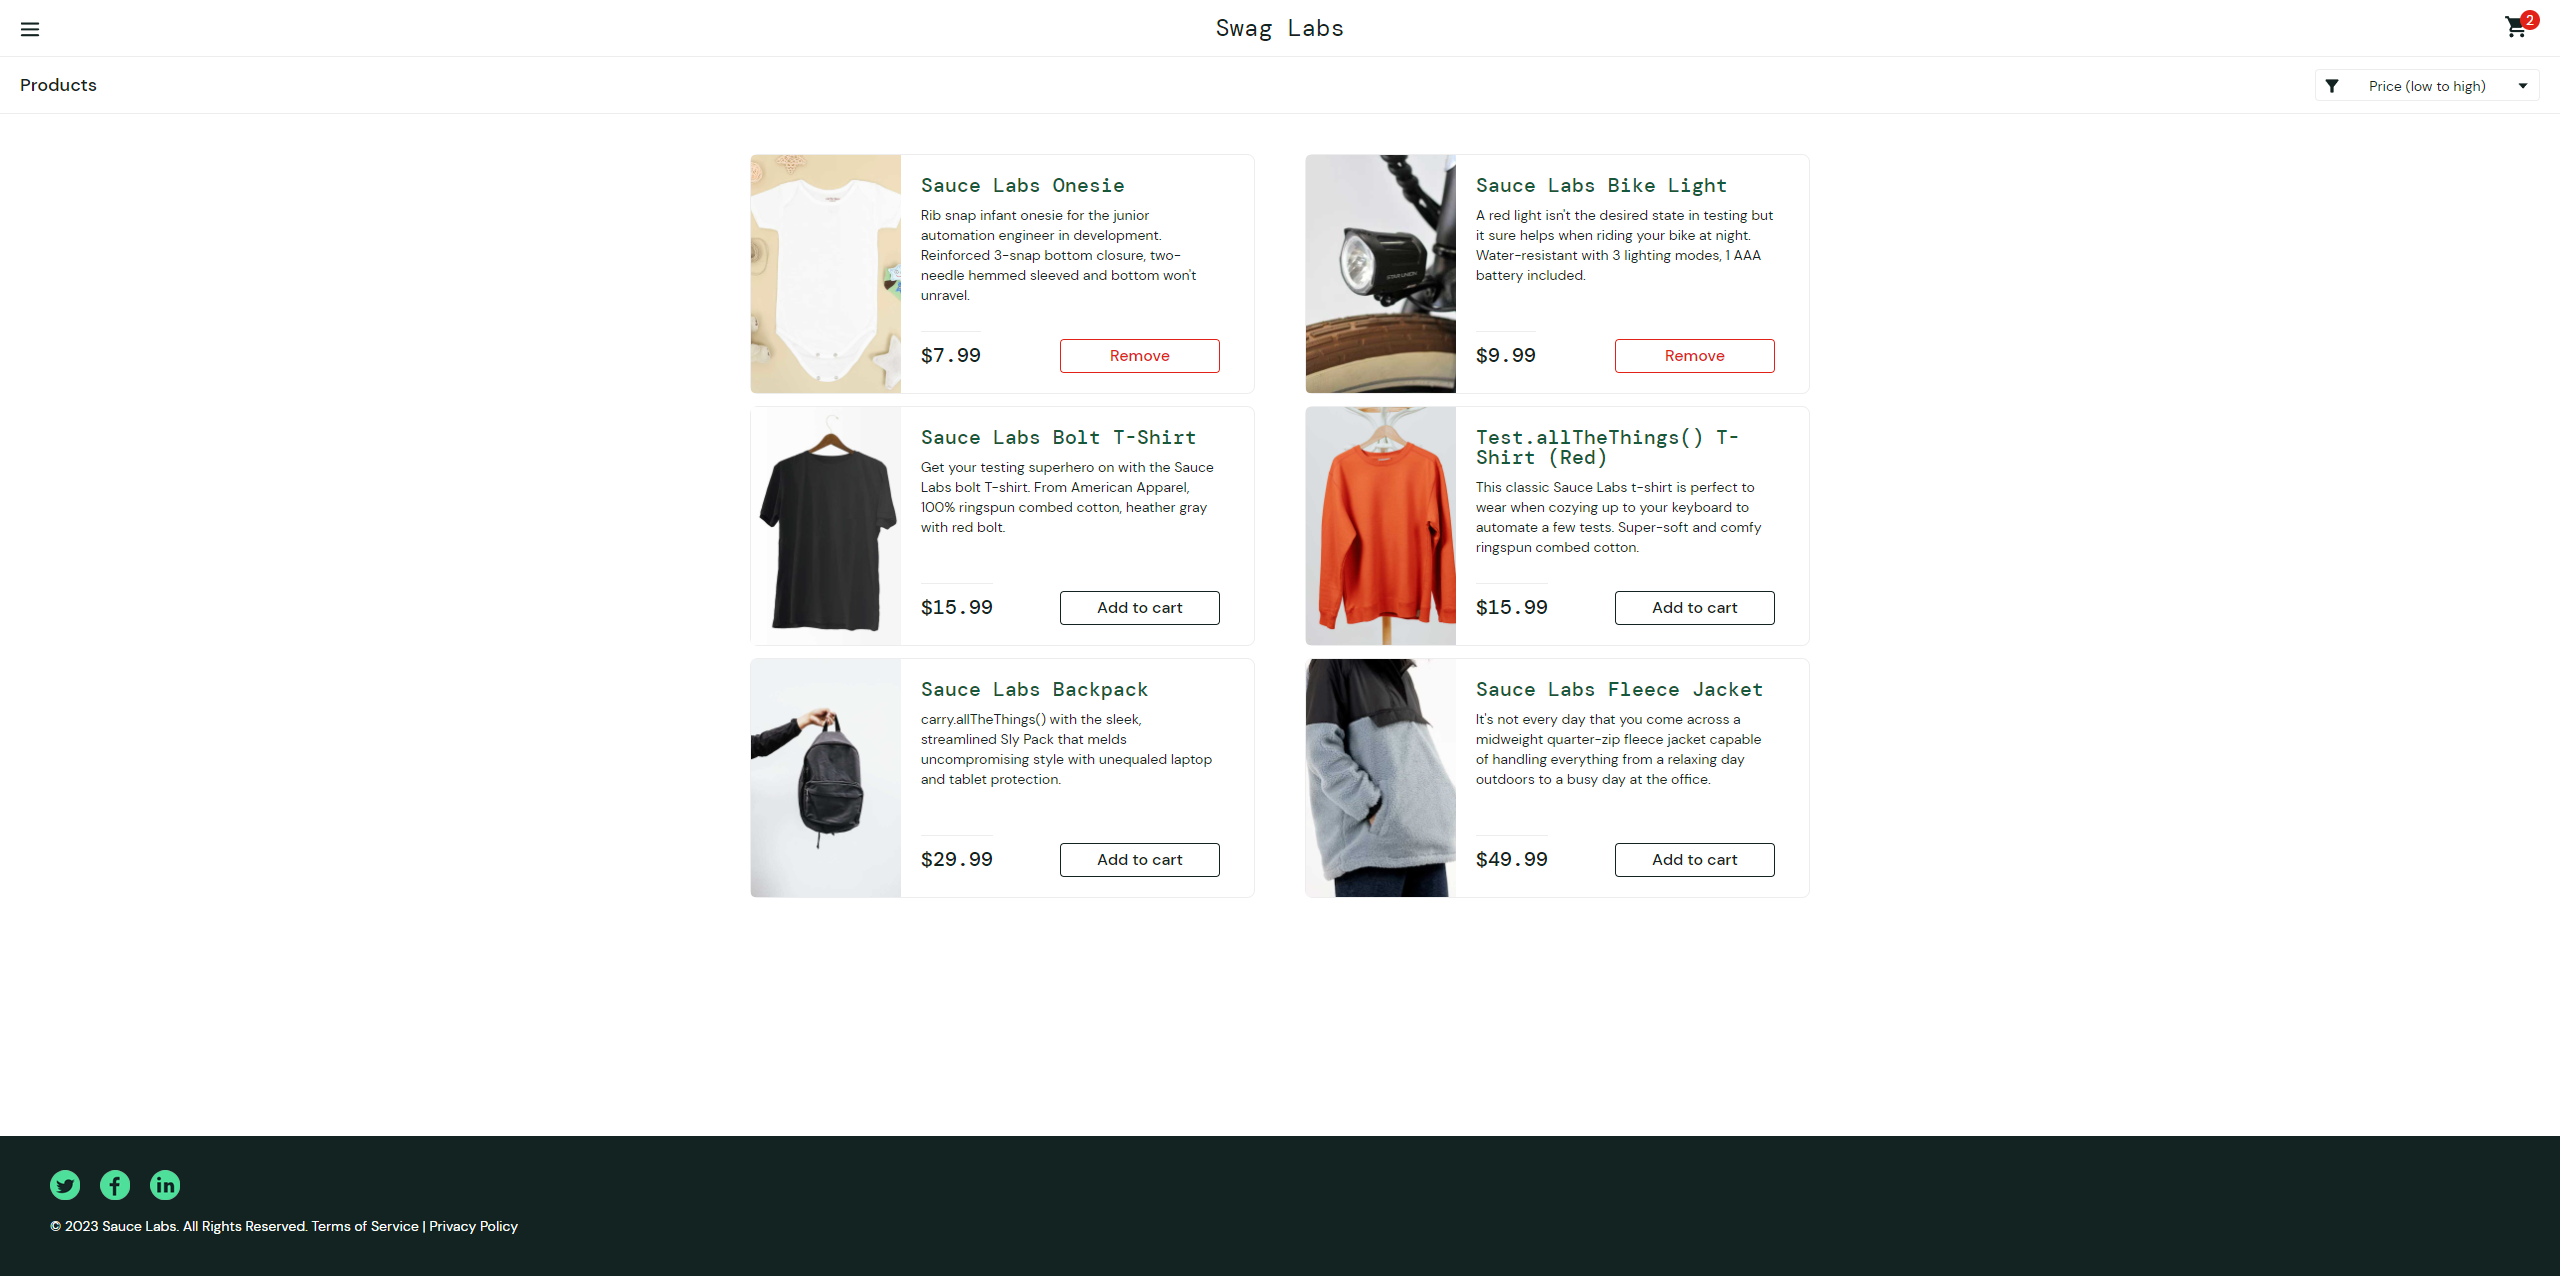 Swag Labs
2
Products
Price (low to high)
Sauce Labs Onesie
Rib snap infant onesie for the junior
automation engineer in development.
Reinforced 3-snap bottom closure, two-
needle hemmed sleeved and bottom won't
unravel.
$7.99
Remove
Sauce Labs Bike Light
A red light isn't the desired state in testing but
it sure helps when riding your bike at night.
Water-resistant with 3 lighting modes, 1 AAA
battery included.
$9.99
Remove
Sauce Labs Bolt T-Shirt
Get your testing superhero on with the Sauce
Labs bolt T-shirt. From American Apparel,
100% ringspun combed cotton, heather gray
with red bolt.
$15.99
Add to cart
Test.allTheThings() T-
Shirt (Red)
This classic Sauce Labs t-shirt is perfect to
wear when cozying up to your keyboard to
automate a few tests. Super-soft and comfy
ringspun combed cotton.
$15.99
Add to cart
Sauce Labs Backpack
carry.allTheThings() with the sleek,
streamlined Sly Pack that melds
uncompromising style with unequaled laptop
and tablet protection.
$29.99
Add to cart
Sauce Labs Fleece Jacket
It's not every day that you come across a
midweight quarter-zip fleece jacket capable
of handling everything from a relaxing day
outdoors to a busy day at the office.
$49.99
Add to cart
© 2023 Sauce Labs. All Rights Reserved. Terms of Service | Privacy Policy